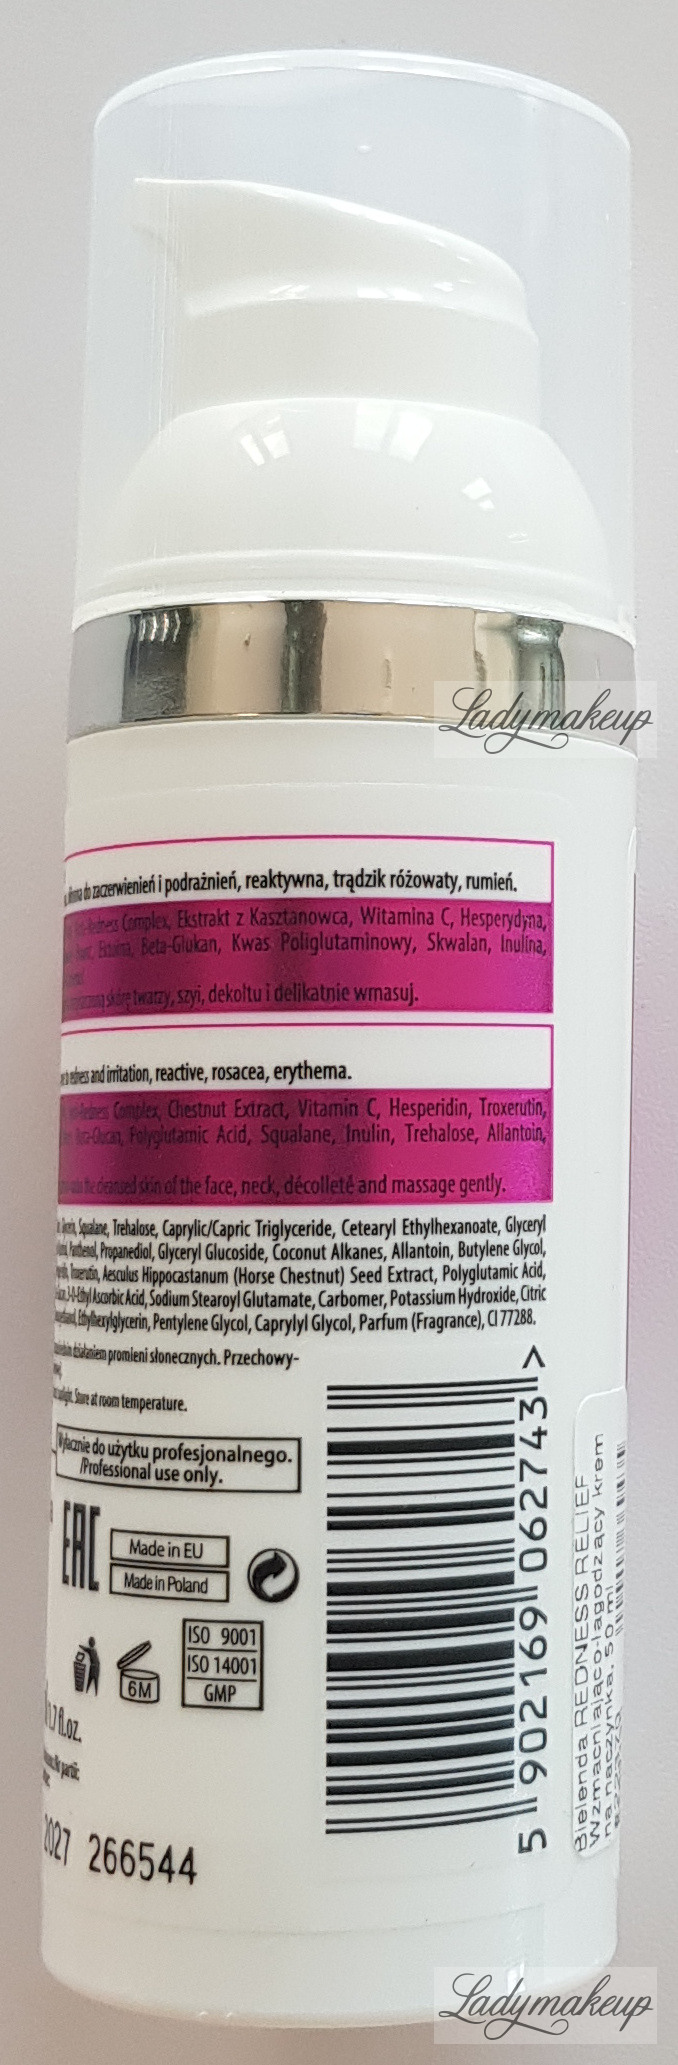 Ladymakeup
do zaczerwienień i podrażnień, reaktywna, trądzik różowaty, rumień.
Complex, Ekstrakt z Kasztanowca, Witamina C, Hesperydyna,
Ektoina, Beta-Glukan, Kwas Poliglutaminowy, Skwalan, Inulina,
skórę twarzy, szyi, dekoltu i delikatnie wmasuj.
to redness and irritation, reactive, rosacea, erythema.
Complex, Chestnut Extract, Vitamin C, Hesperidin, Troxerutin,
Beta-Glucan, Polyglutamic Acid, Squalane, Inulin, Trehalose, Allantoin,
the cleansed skin of the face, neck, décolleté and massage gently.
Glycerin, Squalane, Trehalose, Caprylic/Capric Triglyceride, Cetearyl Ethylhexanoate, Glyceryl
Panthenol, Propanediol, Glyceryl Glucoside, Coconut Alkanes, Allantoin, Butylene Glycol,
Troxerutin, Aesculus Hippocastanum (Horse Chestnut) Seed Extract, Polyglutamic Acid,
3-O-Ethyl Ascorbic Acid, Sodium Stearoyl Glutamate, Carbomer, Potassium Hydroxide, Citric
Ethylhexylglycerin, Pentylene Glycol, Caprylyl Glycol, Parfum (Fragrance), CI 77288.
działaniem promieni słonecznych. Przechowy-
sunlight. Store at room temperature.
Wyłącznie do użytku profesjonalnego.
/Professional use only.
EAC
Made in EU
Made in Poland
ISO 9001
ISO 14001
GMP
6M
1.7 fl.oz.
2027 266544
5 902169 062743 >
Bielenda REDNESS RELIEF
Wzmacniająco-łagodzący krem
na naczynka, 50 ml
Ladymakeup